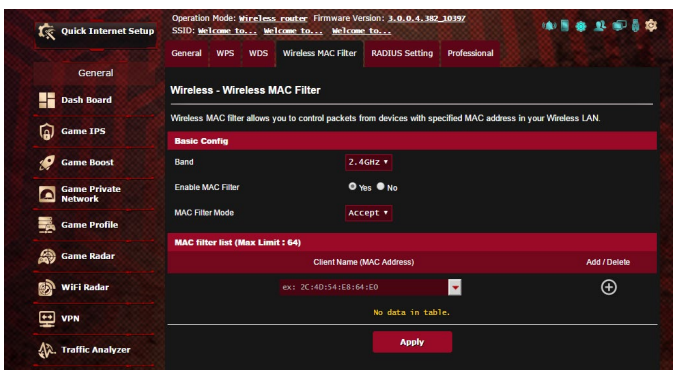 Quick Internet Setup
General
Dash Board
Game IPS
Game Boost
Game Private
Network
Game Profile
Game Radar
WiFi Radar
VPN
Traffic Analyzer
Operation Mode: Wireless router Firmware Version: 3.0.0.4.382_10397
SSID: Welcome to... Welcome to... Welcome to...
General WPS WDS Wireless MAC Filter RADIUS Setting Professional
Wireless - Wireless MAC Filter
Wireless MAC filter allows you to control packets from devices with specified MAC address in your Wireless LAN.
Basic Config
Band 2.4GHz
Enable MAC Filter Yes No
MAC Filter Mode Accept
MAC filter list (Max Limit : 64)
Client Name (MAC Address) Add / Delete
ex: 2C:4D:54:E8:64:E0
No data in table.
Apply